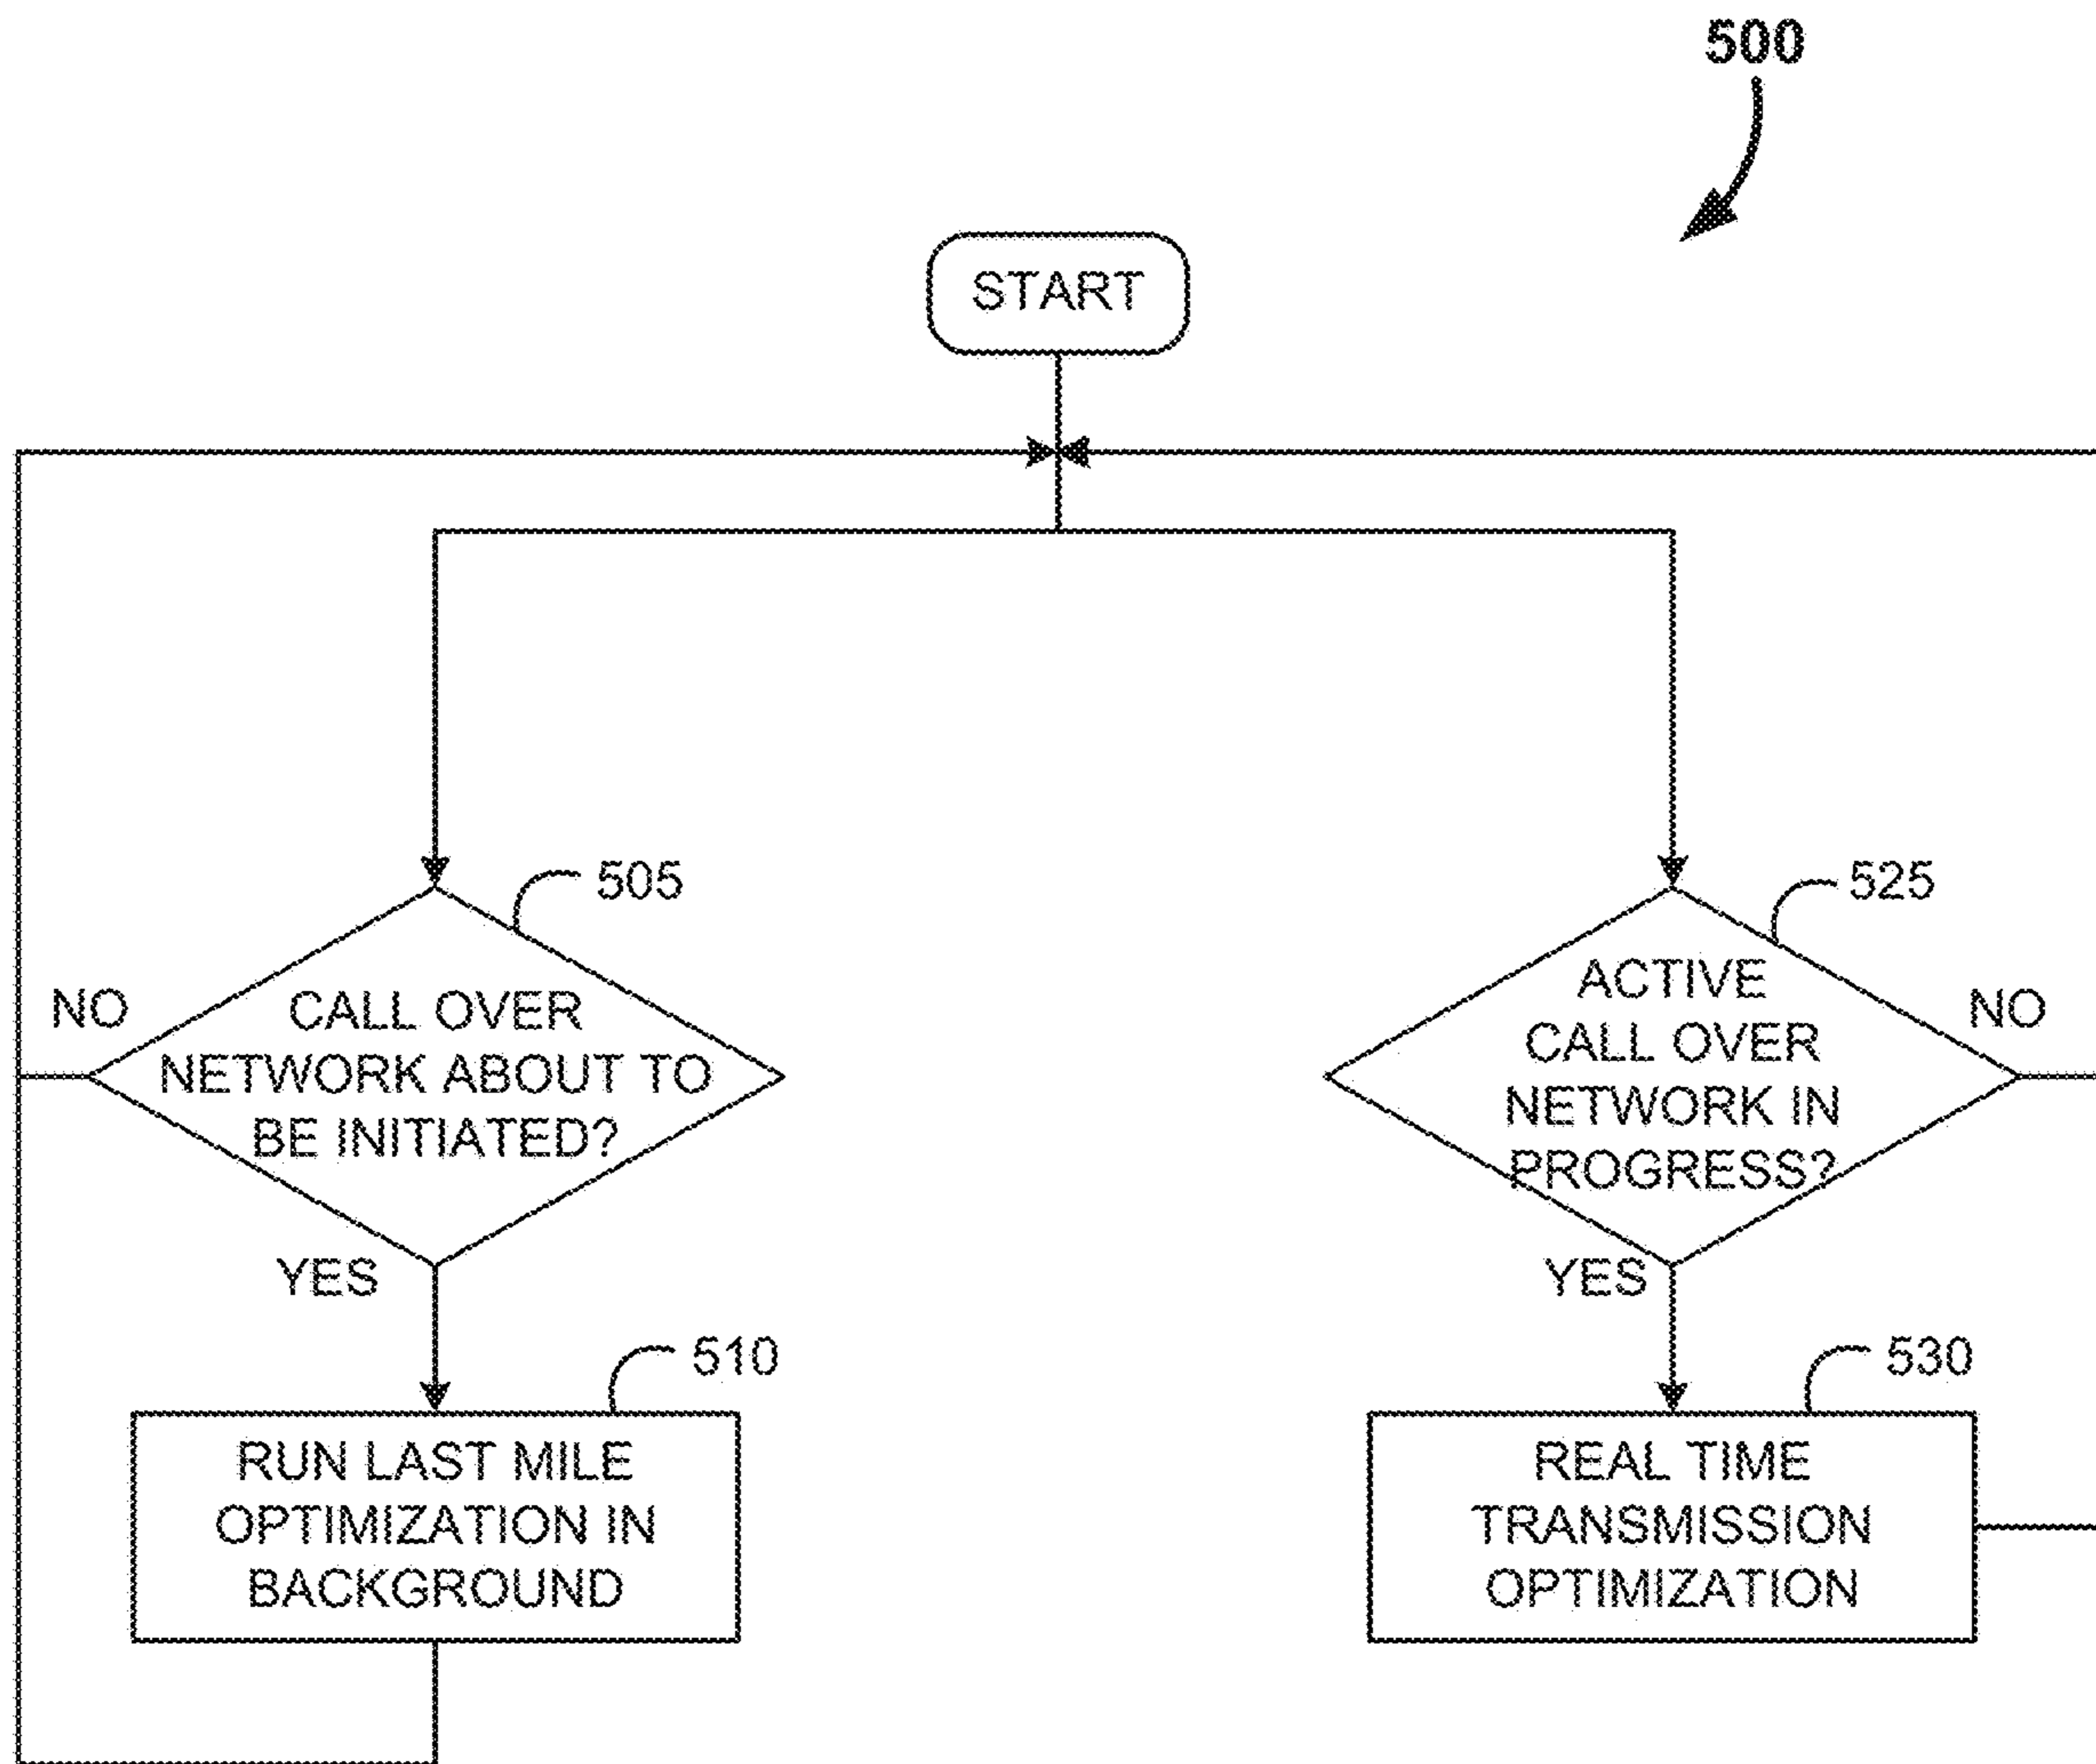 500
START
505
NO
CALL OVER
NETWORK ABOUT TO
BE INITIATED?
YES
510
RUN LAST MILE
OPTIMIZATION IN
BACKGROUND
525
ACTIVE
CALL OVER
NETWORK IN
PROGRESS?
NO
YES
530
REAL TIME
TRANSMISSION
OPTIMIZATION